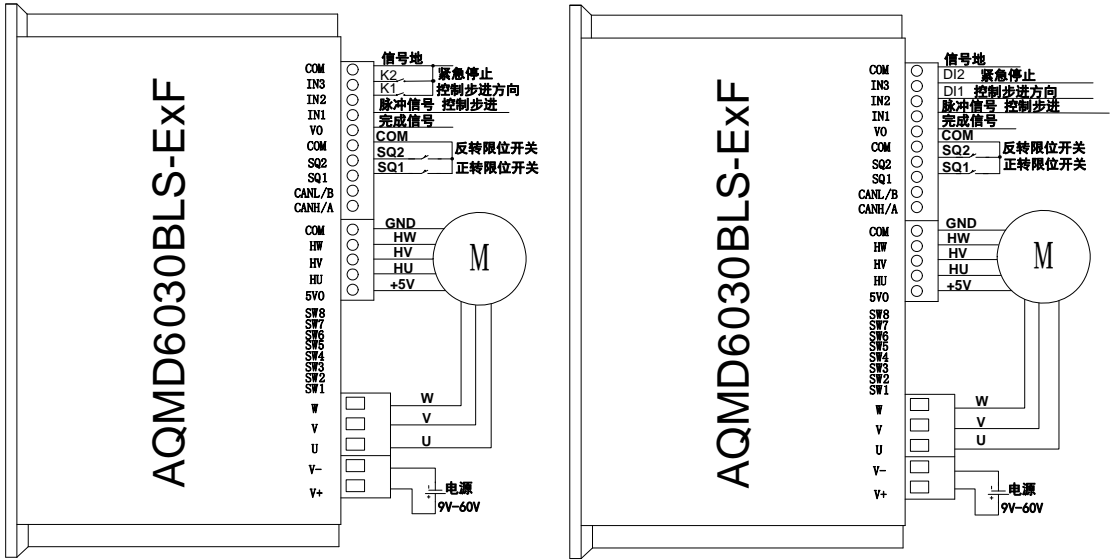 AQMD6030BLS-ExF
COM
IN3
IN2
IN1
VO
COM
SQ2
SQ1
CANL/B
CANH/A
COM
HW
HV
HU
5VO
SW8
SW7
SW6
SW5
SW4
SW3
SW2
SW1
W
V
U
V-
V+
信号地
K2 紧急停止
K1 控制步进方向
脉冲信号 控制步进
完成信号
COM
SQ2 反转限位开关
SQ1 正转限位开关
GND
HW
HV
HU
+5V
M
W
V
U
电源
9V-60V
AQMD6030BLS-ExF
COM
IN3
IN2
IN1
VO
COM
SQ2
SQ1
CANL/B
CANH/A
COM
HW
HV
HU
5VO
SW8
SW7
SW6
SW5
SW4
SW3
SW2
SW1
W
V
U
V-
V+
信号地
DI2 紧急停止
DI1 控制步进方向
脉冲信号 控制步进
完成信号
COM
SQ2 反转限位开关
SQ1 正转限位开关
GND
HW
HV
HU
+5V
M
W
V
U
电源
9V-60V